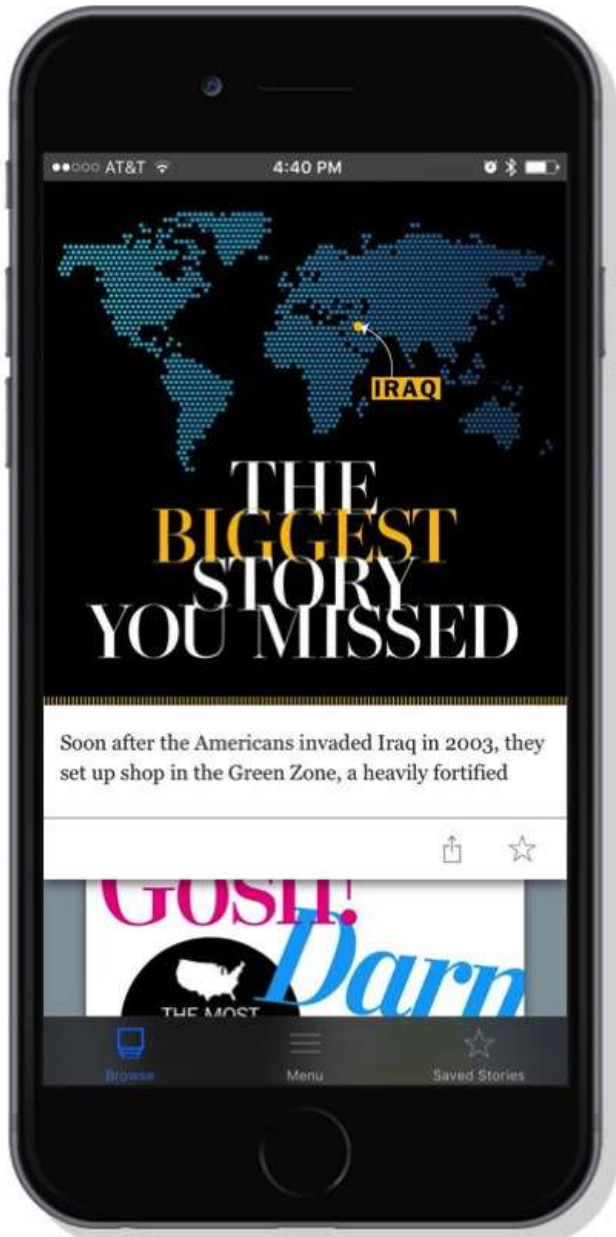 AT&T 4:40 PM
IRAQ
THE
BIGGEST
STORY
YOU MISSED
Soon after the Americans invaded Iraq in 2003, they
set up shop in the Green Zone, a heavily fortified
Gosh!
Darn
THE MOST
Browse Menu Saved Stories